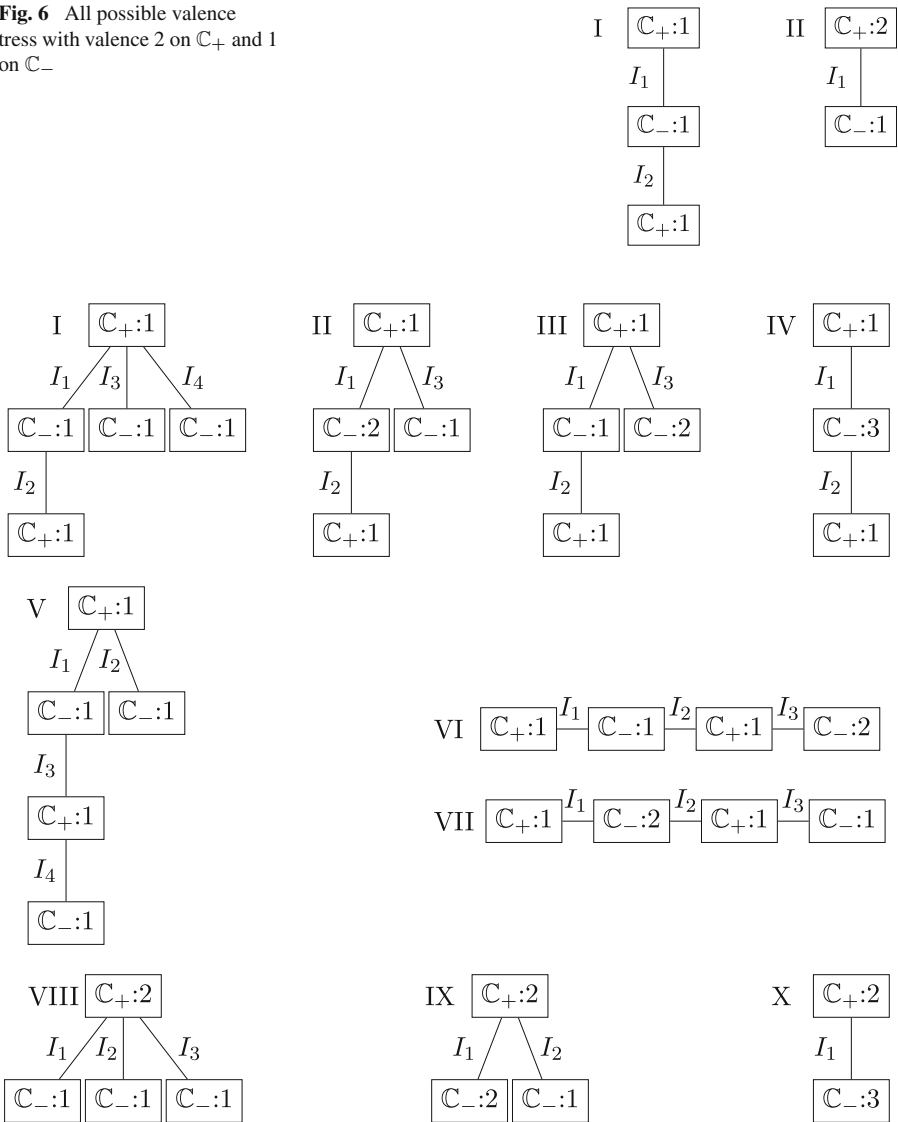 Fig. 6 All possible valence
tress with valence 2 on ℂ₊ and 1
on ℂ₋
I ℂ₊:1 II ℂ₊:2
I₁ I₁
ℂ₋:1 ℂ₋:1
I₂
ℂ₊:1
I ℂ₊:1 II ℂ₊:1 III ℂ₊:1 IV ℂ₊:1
I₁ I₃ I₄ I₁ I₃ I₁ I₃ I₁
ℂ₋:1 ℂ₋:1 ℂ₋:1 ℂ₋:2 ℂ₋:1 ℂ₋:1 ℂ₋:2 ℂ₋:3
I₂ I₂ I₂ I₂
ℂ₊:1 ℂ₊:1 ℂ₊:1 ℂ₊:1
V ℂ₊:1
I₁ I₂
ℂ₋:1 ℂ₋:1
I₃
ℂ₊:1
I₄
ℂ₋:1
I₁ I₂ I₃
VI ℂ₊:1 ℂ₋:1 ℂ₊:1 ℂ₋:2
I₁ I₂ I₃
VII ℂ₊:1 ℂ₋:2 ℂ₊:1 ℂ₋:1
VIII ℂ₊:2 IX ℂ₊:2 X ℂ₊:2
I₁ I₂ I₃ I₁ I₂ I₁
ℂ₋:1 ℂ₋:1 ℂ₋:1 ℂ₋:2 ℂ₋:1 ℂ₋:3